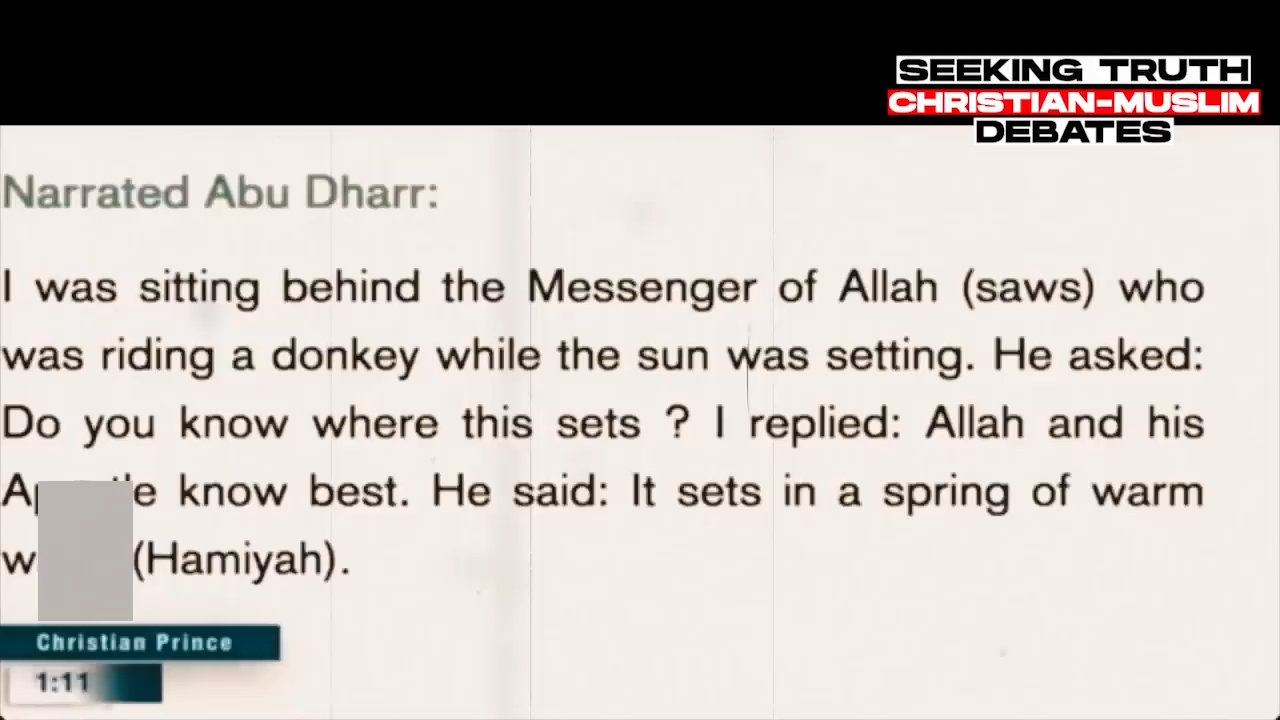 SEEKING TRUTH
CHRISTIAN-MUSLIM
DEBATES
Narrated Abu Dharr:
I was sitting behind the Messenger of Allah (saws) who
was riding a donkey while the sun was setting. He asked:
Do you know where this sets ? I replied: Allah and his
know best. He said: It sets in a spring of warm
(Hamiyah).
Christian Prince
1:11